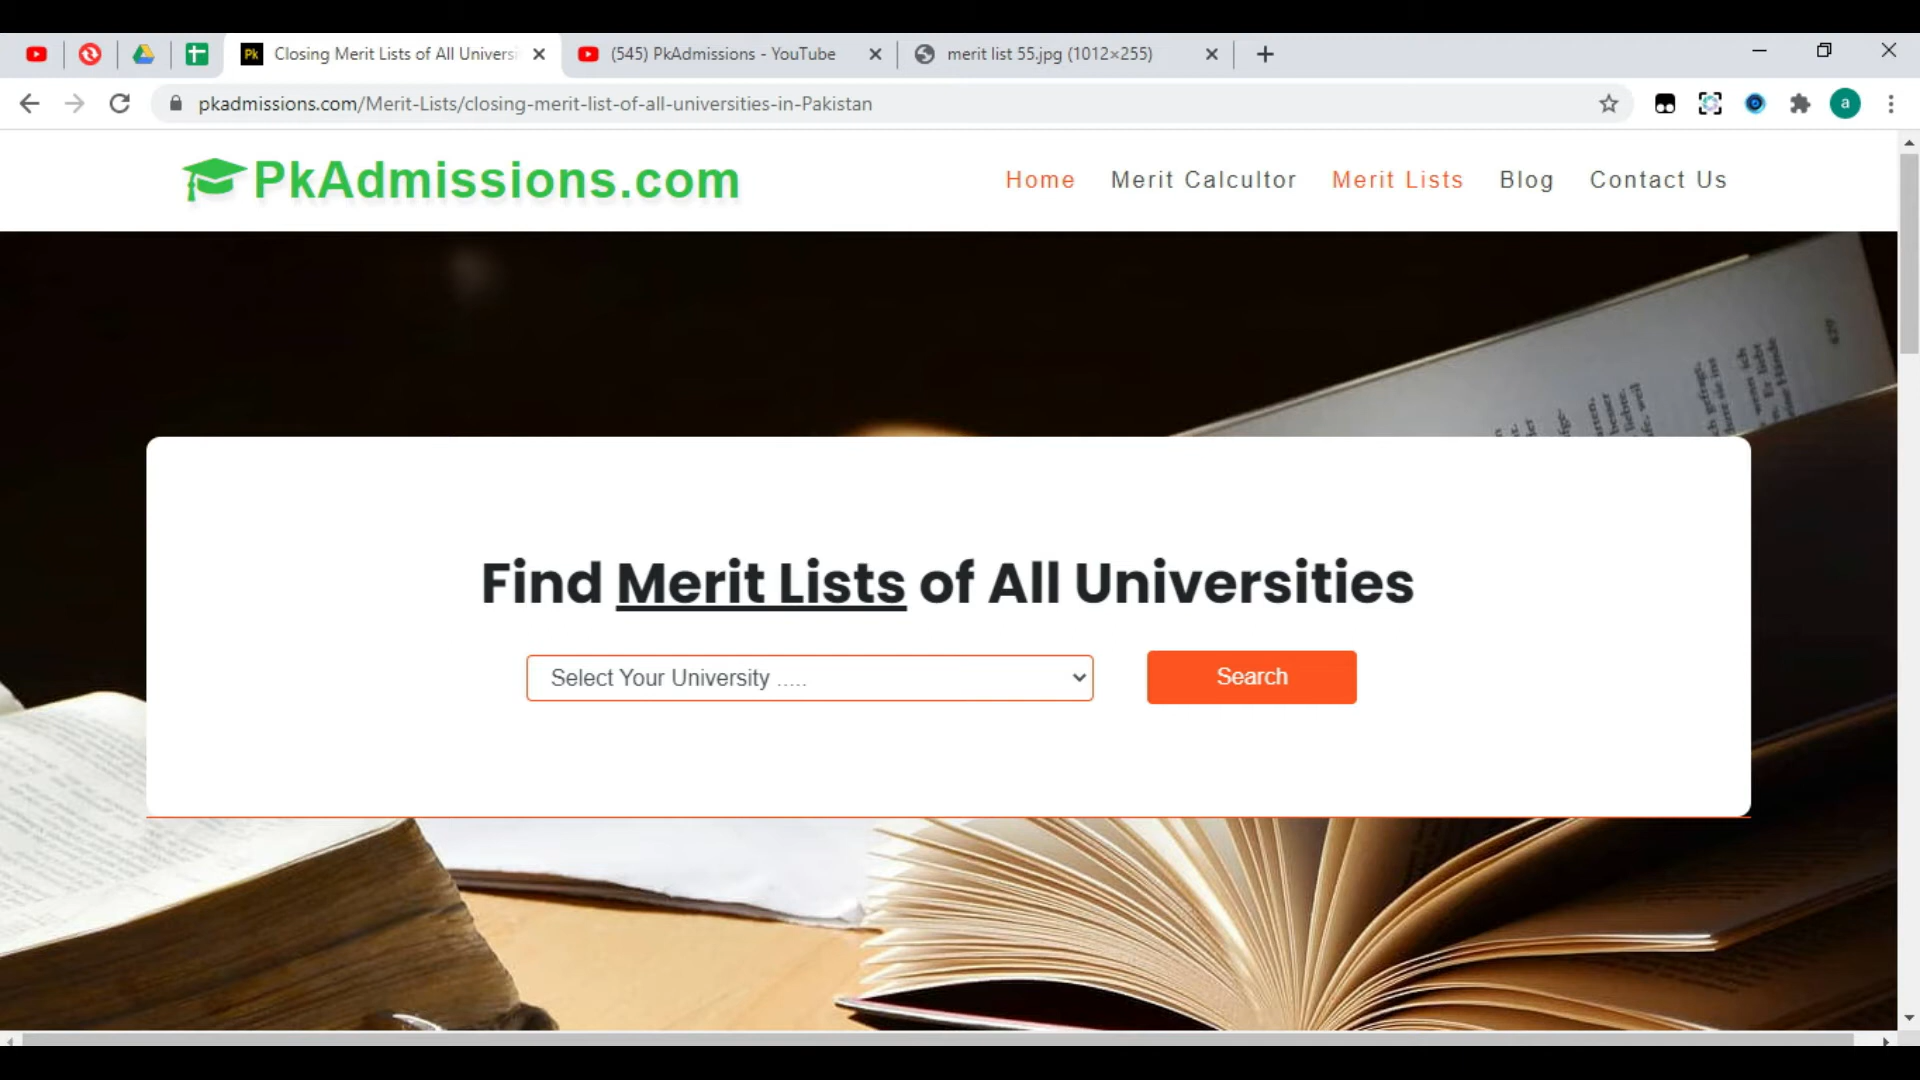 Closing Merit Lists of All Univers
(545) PkAdmissions - YouTube
merit list 55.jpg (1012×255)
pkadmissions.com/Merit-Lists/closing-merit-list-of-all-universities-in-Pakistan
a
PkAdmissions.com
Home
Merit Calcultor
Merit Lists
Blog
Contact Us
Find Merit Lists of All Universities
Select Your University .....
Search